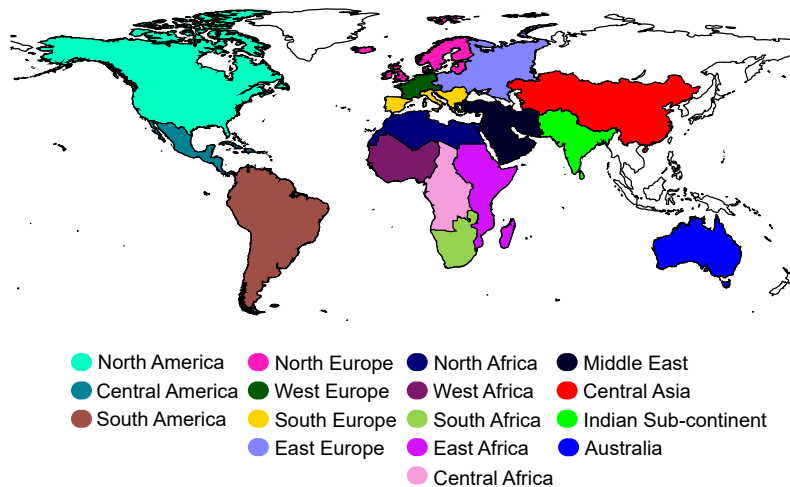 North America
Central America
South America
North Europe
West Europe
South Europe
East Europe
North Africa
West Africa
South Africa
East Africa
Central Africa
Middle East
Central Asia
Indian Sub-continent
Australia